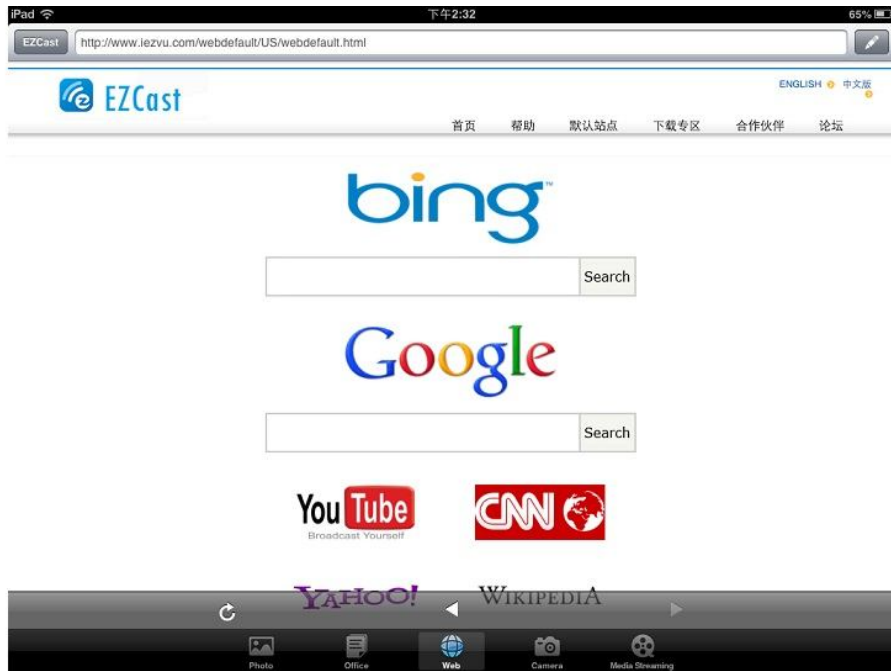 iPad 下午2:32 65%
EZCast http://www.iezvu.com/webdefault/US/webdefault.html
EZCast
ENGLISH 中文版
首页 帮助 默认站点 下载专区 合作伙伴 论坛
bing™
Search
Google
Search
YouTube CNN
Broadcast Yourself
YAHOO! WIKIPEDIA
Photo Office Web Camera Media Streaming